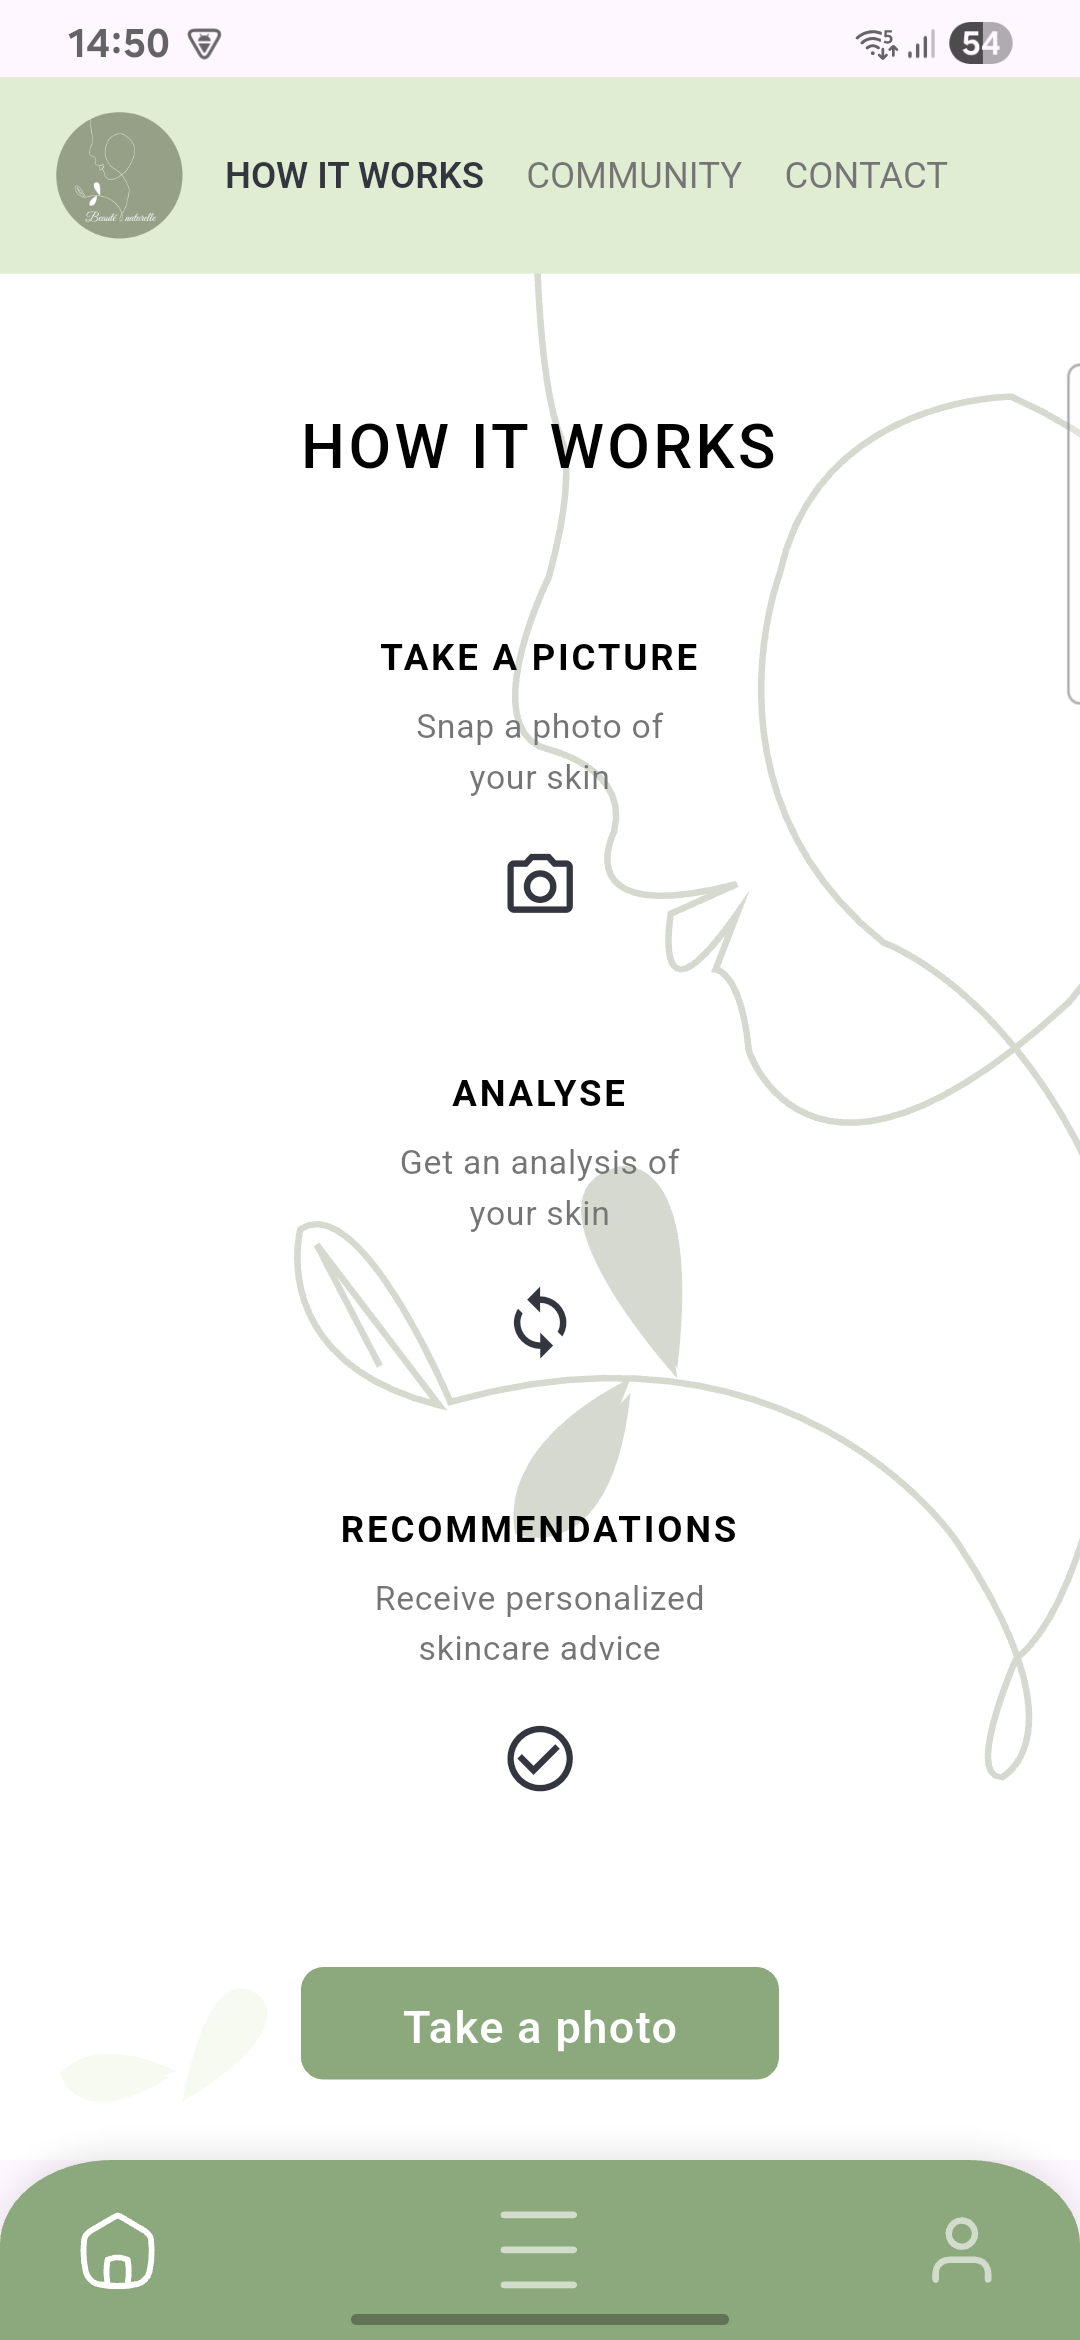 14:50
5
54
Beauté naturelle
HOW IT WORKS COMMUNITY CONTACT
HOW IT WORKS
TAKE A PICTURE
Snap a photo of
your skin
ANALYSE
Get an analysis of
your skin
RECOMMENDATIONS
Receive personalized
skincare advice
Take a photo